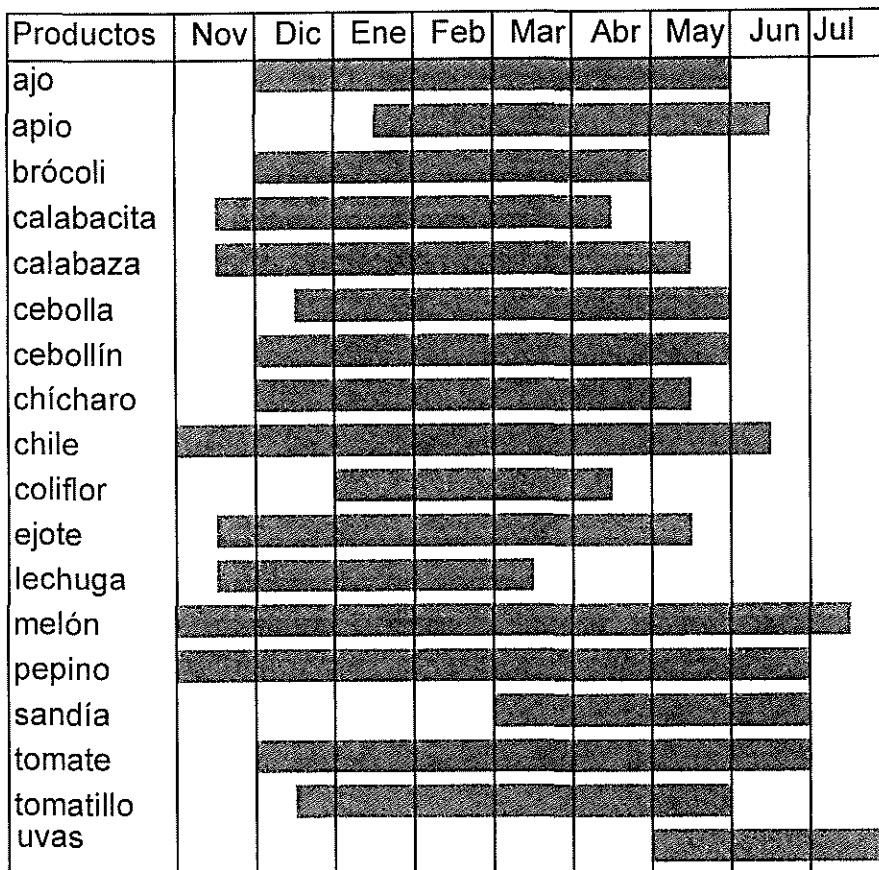 Productos Nov Dic Ene Feb Mar Abr May Jun Jul
ajo
apio
brócoli
calabacita
calabaza
cebolla
cebollín
chícharo
chile
coliflor
ejote
lechuga
melón
pepino
sandía
tomate
tomatillo
uvas